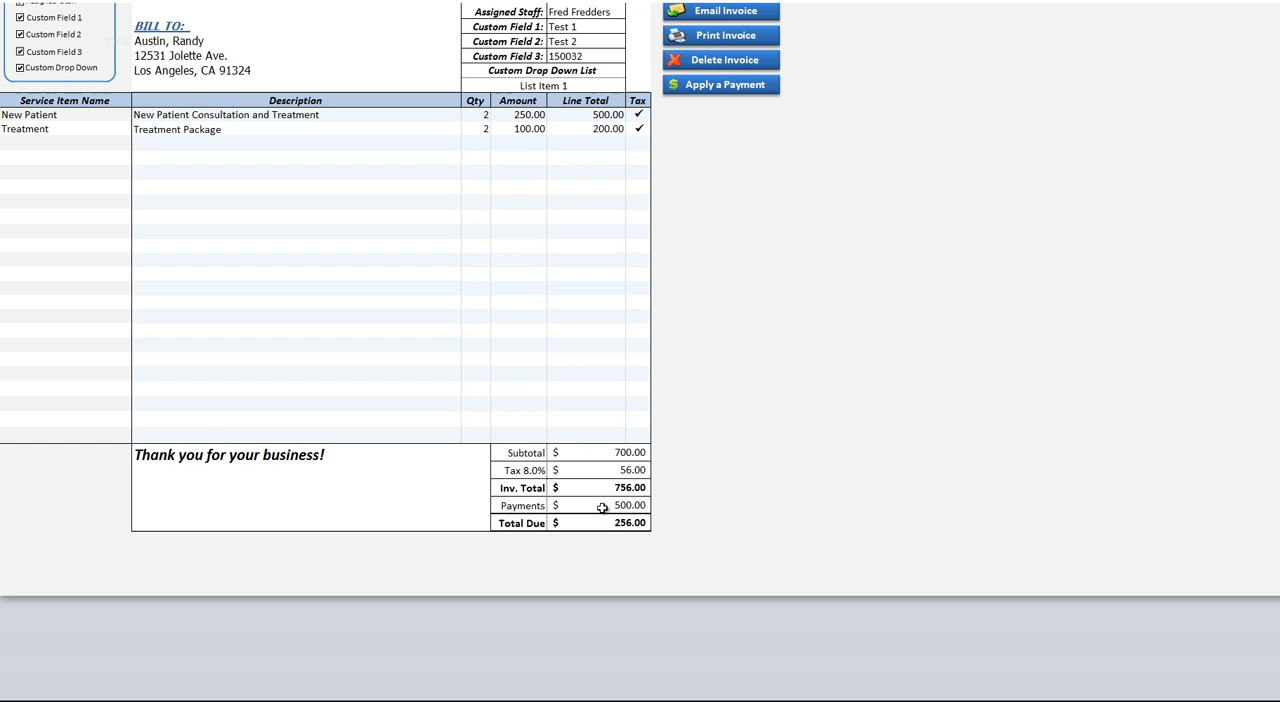 Custom Field 1
Custom Field 2
Custom Field 3
Custom Drop Down
BILL TO:
Austin, Randy
12531 Jolette Ave.
Los Angeles, CA 91324
Assigned Staff: Fred Fredders
Custom Field 1: Test 1
Custom Field 2: Test 2
Custom Field 3: 150032
Custom Drop Down List
List Item 1
Email Invoice
Print Invoice
Delete Invoice
$ Apply a Payment
Service Item Name Description Qty Amount Line Total Tax
New Patient New Patient Consultation and Treatment 2 250.00 500.00 ✓
Treatment Treatment Package 2 100.00 200.00 ✓
Thank you for your business!
Subtotal $ 700.00
Tax 8.0% $ 56.00
Inv. Total $ 756.00
Payments $ 500.00
Total Due $ 256.00